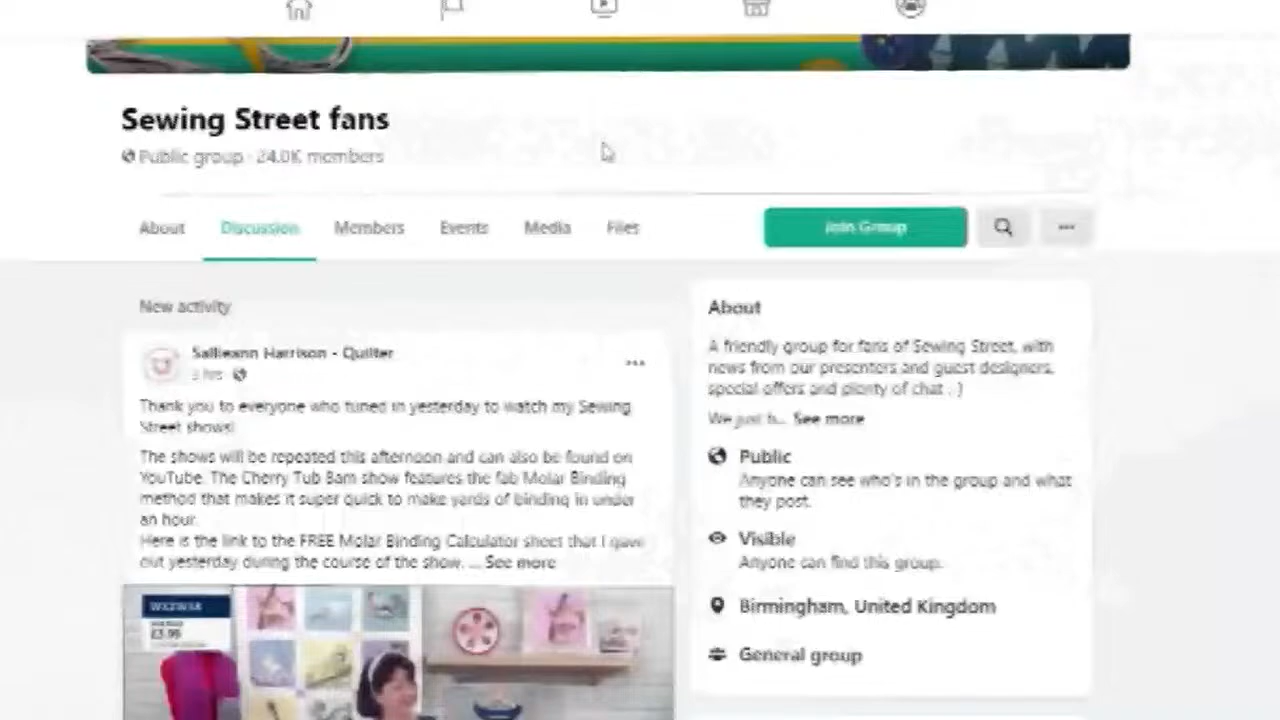 Sewing Street fans
Public group · 24.0K members
About
Discussion
Members
Events
Media
Files
Join Group
New activity
Sallieann Harrison - Quilter
3 hrs
Thank you to everyone who tuned in yesterday to watch my Sewing
Street shows!
The shows will be repeated this afternoon and can also be found on
YouTube. The Cherry Tub Bam show features the fab Molar Binding
method that makes it super quick to make yards of binding in under
an hour.
Here is the link to the FREE Molar Binding Calculator sheet that I gave
out yesterday during the course of the show. ... See more
£3.99
About
A friendly group for fans of Sewing Street, with
news from our presenters and guest designers,
special offers and plenty of chat . :)
We just h... See more
Public
Anyone can see who's in the group and what
they post.
Visible
Anyone can find this group.
Birmingham, United Kingdom
General group